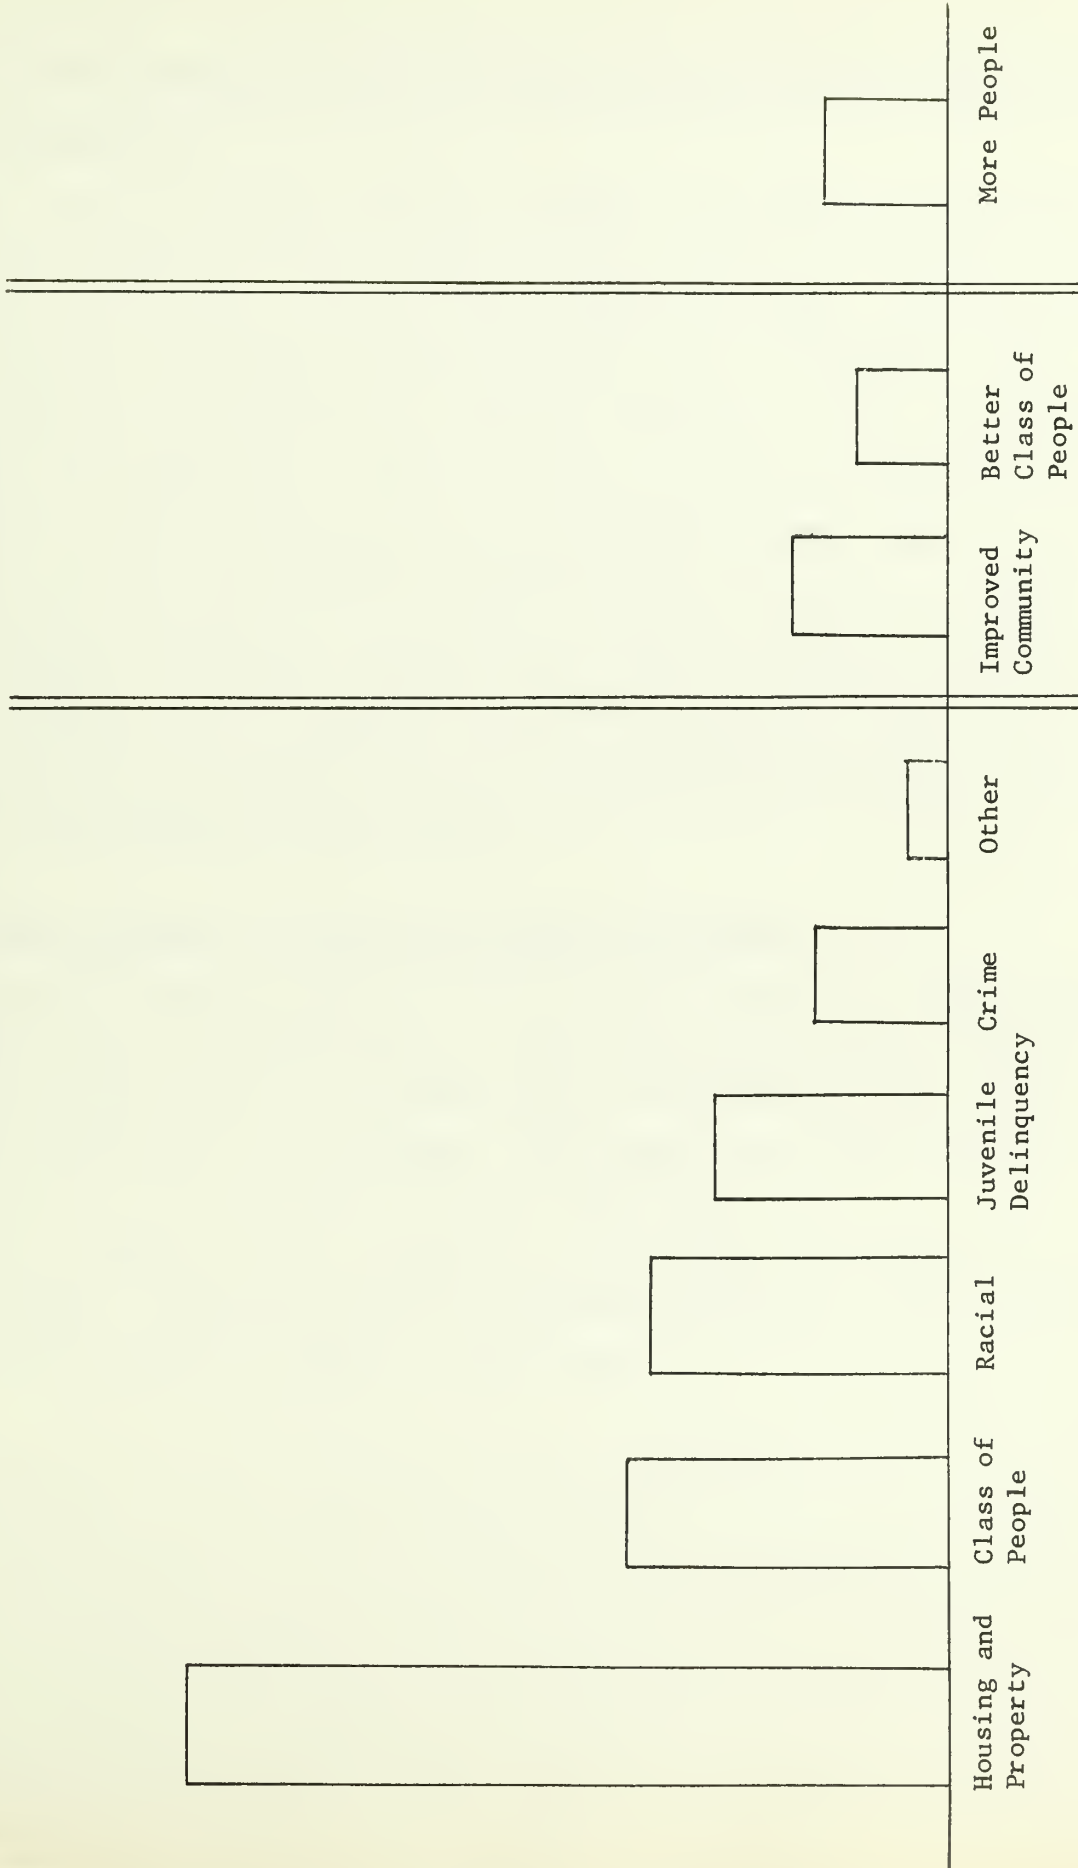 Housing and
Property
Class of
People
Racial
Juvenile
Delinquency
Crime
Other
Improved
Community
Better
Class of
People
More People